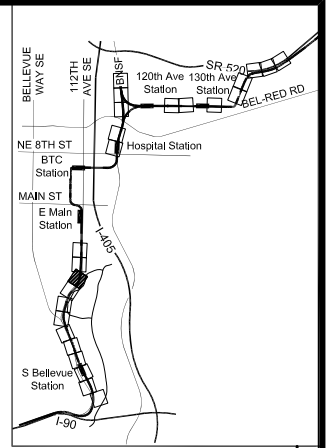 BELLEVUE
WAY SE
112TH
AVE SE
BNSF
SR-520
120th Ave
Station
130th Ave
Station
BEL-RED RD
NE 8TH ST
Hospital Station
BTC
Station
MAIN ST
E Main
Station
I-405
S Bellevue
Station
I-90